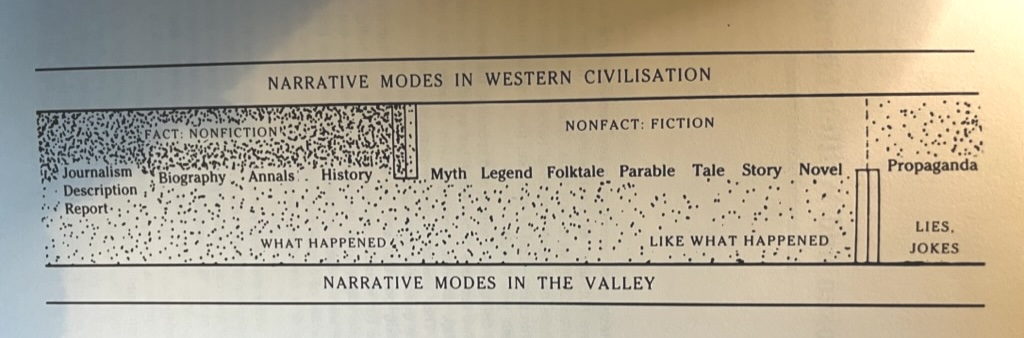 NARRATIVE MODES IN WESTERN CIVILISATION
FACT: NONFICTION
NONFACT: FICTION
Journalism Biography Annals History Myth Legend Folktale Parable Tale Story Novel Propaganda
Description
Report
WHAT HAPPENED
LIKE WHAT HAPPENED
LIES,
JOKES
NARRATIVE MODES IN THE VALLEY